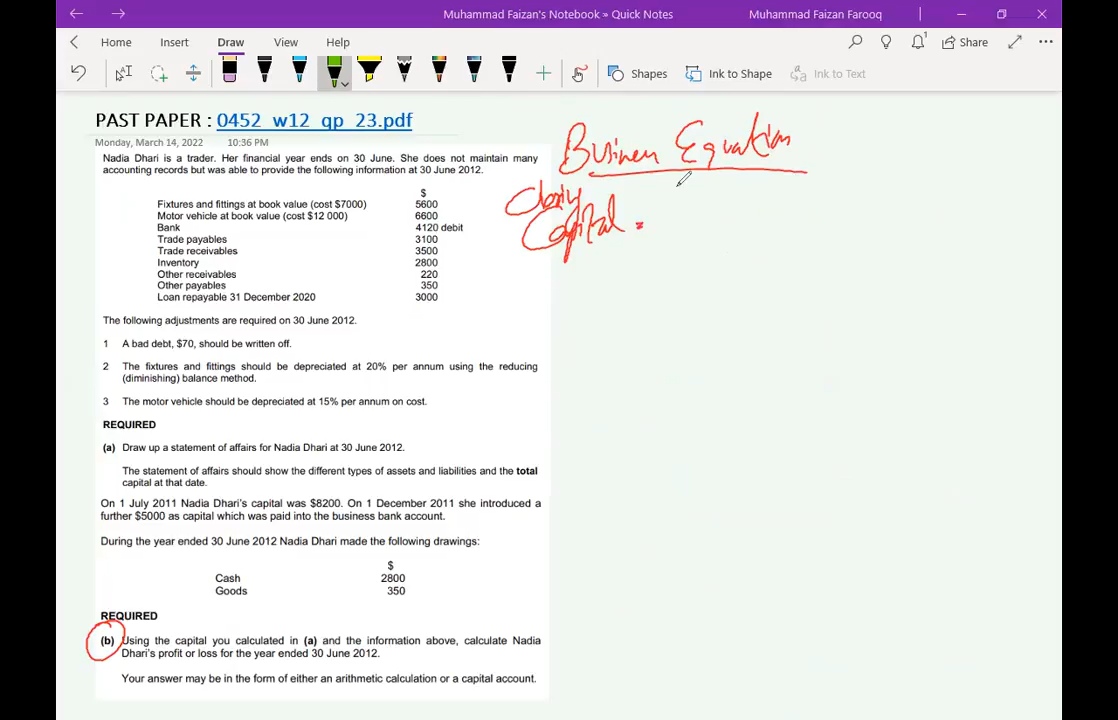 Muhammad Faizan's Notebook » Quick Notes
Muhammad Faizan Farooq
Home Insert Draw View Help
1
Share
Shapes
Ink to Shape
Ink to Text
PAST PAPER : 0452_w12_qp_23.pdf
Monday, March 14, 2022 10:36 PM
Nadia Dhari is a trader. Her financial year ends on 30 June. She does not maintain many
accounting records but was able to provide the following information at 30 June 2012.
$
Fixtures and fittings at book value (cost $7000) 5600
Motor vehicle at book value (cost $12 000) 6600
Bank 4120 debit
Trade payables 3100
Trade receivables 3500
Inventory 2800
Other receivables 220
Other payables 350
Loan repayable 31 December 2020 3000
The following adjustments are required on 30 June 2012.
1 A bad debt, $70, should be written off.
2 The fixtures and fittings should be depreciated at 20% per annum using the reducing
(diminishing) balance method.
3 The motor vehicle should be depreciated at 15% per annum on cost.
REQUIRED
(a) Draw up a statement of affairs for Nadia Dhari at 30 June 2012.
The statement of affairs should show the different types of assets and liabilities and the total
capital at that date.
On 1 July 2011 Nadia Dhari's capital was $8200. On 1 December 2011 she introduced a
further $5000 as capital which was paid into the business bank account.
During the year ended 30 June 2012 Nadia Dhari made the following drawings:
$
Cash 2800
Goods 350
REQUIRED
(b) Using the capital you calculated in (a) and the information above, calculate Nadia
Dhari's profit or loss for the year ended 30 June 2012.
Your answer may be in the form of either an arithmetic calculation or a capital account.
Business Equation
Closing
Capital =